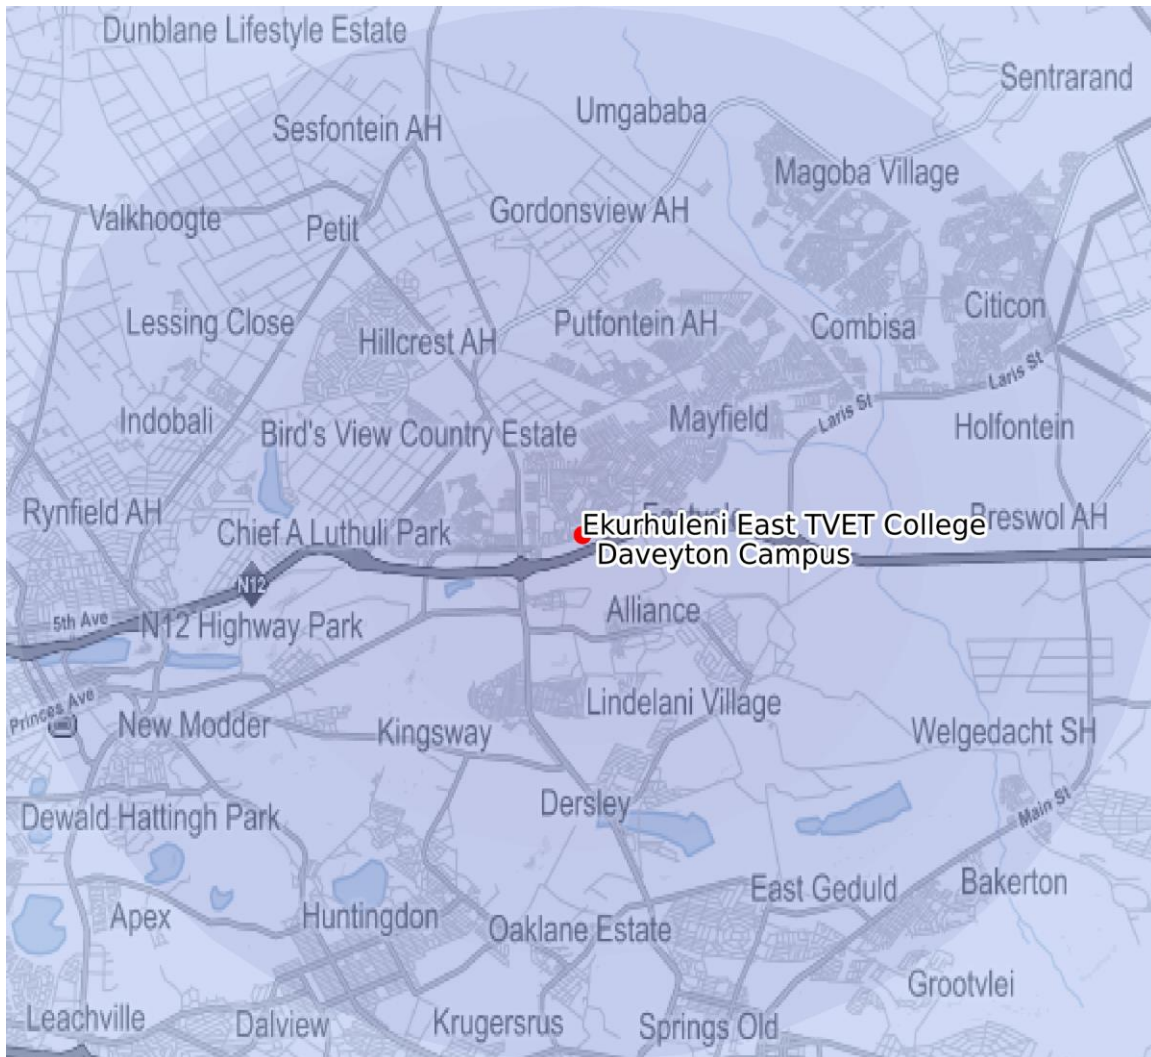 Dunblane Lifestyle Estate
Sentrarand
Umgababa
Sesfontein AH
Magoba Village
Valkhoogte
Petit
Gordonsview AH
Lessing Close
Hillcrest AH
Putfontein AH
Combisa
Citicon
Laris St
Indobali
Bird's View Country Estate
Mayfield
Laris St
Holfontein
Rynfield AH
Chief A Luthuli Park
Ekurhuleni East TVET College
Daveyton Campus
Breswol AH
N12
5th Ave
N12 Highway Park
Alliance
Princes Ave
New Modder
Kingsway
Lindelani Village
Welgedacht SH
Dewald Hattingh Park
Dersley
Main St
Apex
Huntingdon
Oaklane Estate
East Geduld
Bakerton
Grootvlei
Leachville
Dalview
Krugersrus
Springs Old